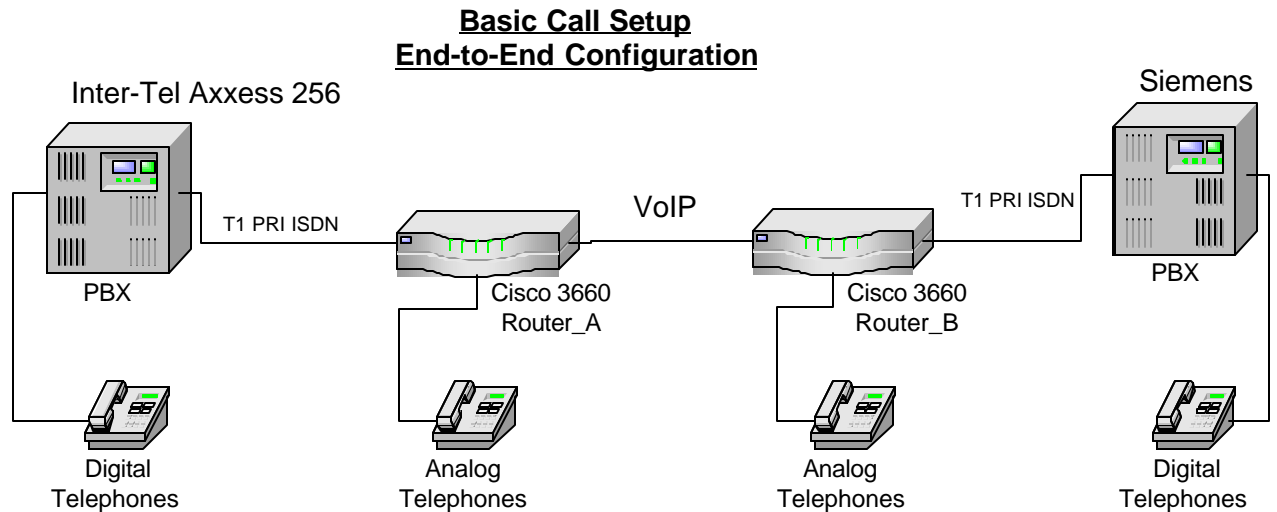 Basic Call Setup
End-to-End Configuration
Inter-Tel Axxess 256
Siemens
T1 PRI ISDN
VoIP
T1 PRI ISDN
PBX
Cisco 3660
Router_A
Cisco 3660
Router_B
PBX
Digital
Telephones
Analog
Telephones
Analog
Telephones
Digital
Telephones